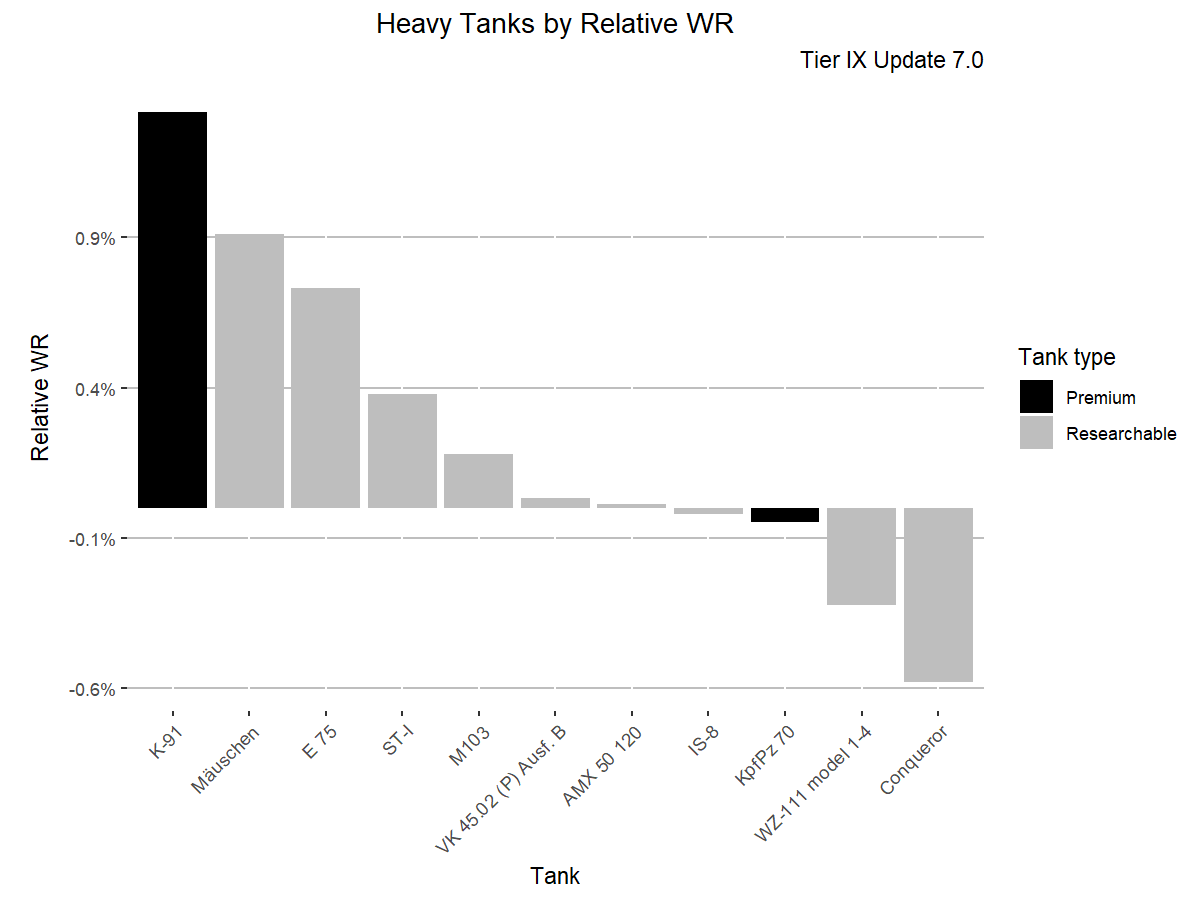 Heavy Tanks by Relative WR
Tier IX Update 7.0
Relative WR
0.9%
0.4%
-0.1%
-0.6%
K-91
Mäuschen
E 75
ST-I
M103
VK 45.02 (P) Ausf. B
AMX 50 120
IS-8
KpfPz 70
WZ-111 model 1-4
Conqueror
Tank
Tank type
Premium
Researchable